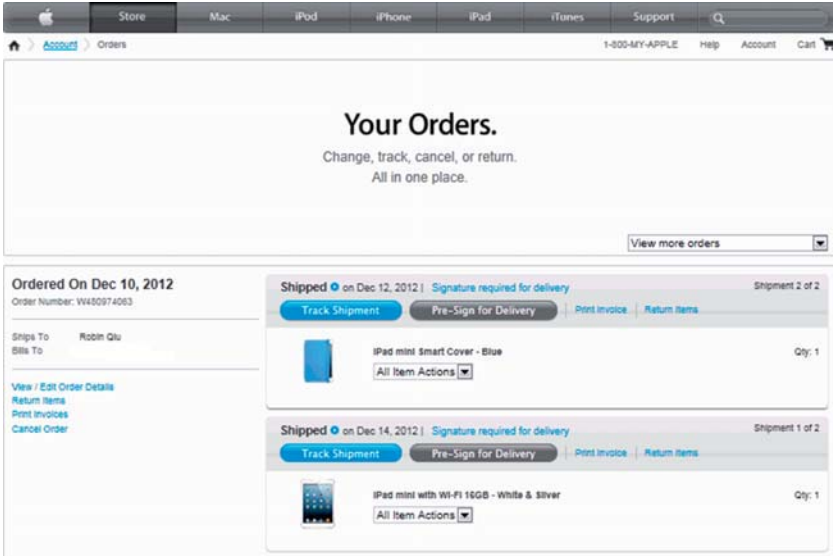 Store Mac iPod iPhone iPad iTunes Support
Account Orders 1-800-MY-APPLE Help Account Cart
Your Orders.
Change, track, cancel, or return.
All in one place.
View more orders
Ordered On Dec 10, 2012
Order Number: W480974063
Ships To Robin Qiu
Bills To
View / Edit Order Details
Return Items
Print Invoices
Cancel Order
Shipped on Dec 12, 2012 | Signature required for delivery Shipment 2 of 2
Track Shipment Pre-Sign for Delivery Print Invoice Return Items
iPad mini Smart Cover - Blue Qty: 1
All Item Actions
Shipped on Dec 14, 2012 | Signature required for delivery Shipment 1 of 2
Track Shipment Pre-Sign for Delivery Print Invoice Return Items
iPad mini with Wi-Fi 16GB - White & Silver Qty: 1
All Item Actions